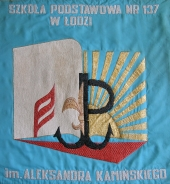 SZKOŁA PODSTAWOWA NR 137
W ŁODZI
im. ALEKSANDRA KAMIŃSKIEGO